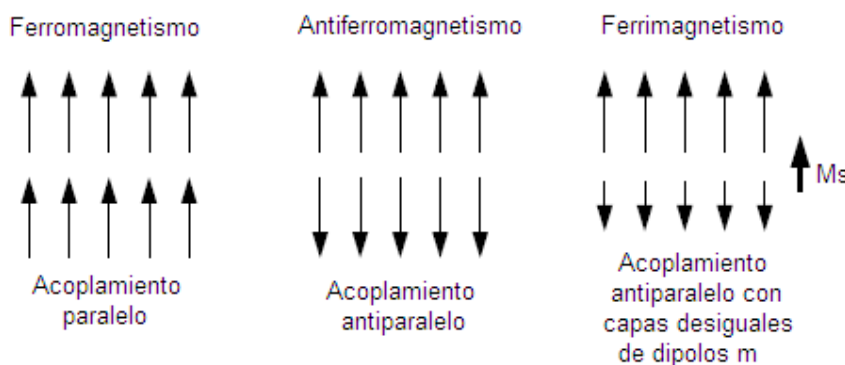 Ferromagnetismo
Antiferromagnetismo
Ferrimagnetismo
Ms
Acoplamiento
paralelo
Acoplamiento
antiparalelo
Acoplamiento
antiparalelo con
capas desiguales
de dipolos m